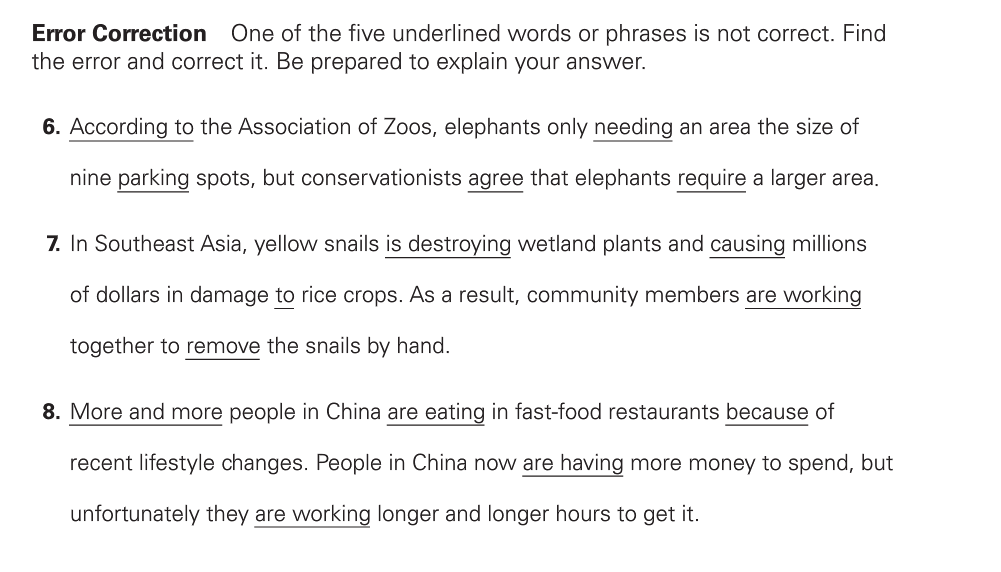 Error Correction One of the five underlined words or phrases is not correct. Find
the error and correct it. Be prepared to explain your answer.
6. According to the Association of Zoos, elephants only needing an area the size of
nine parking spots, but conservationists agree that elephants require a larger area.
7. In Southeast Asia, yellow snails is destroying wetland plants and causing millions
of dollars in damage to rice crops. As a result, community members are working
together to remove the snails by hand.
8. More and more people in China are eating in fast-food restaurants because of
recent lifestyle changes. People in China now are having more money to spend, but
unfortunately they are working longer and longer hours to get it.